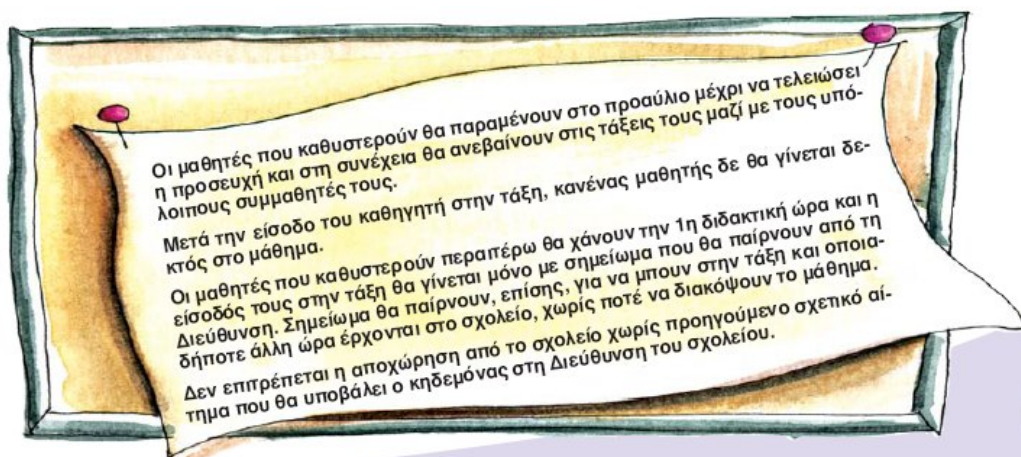 Οι μαθητές που καθυστερούν θα παραμένουν στο προαύλιο μέχρι να τελειώσει
η προσευχή και στη συνέχεια θα ανεβαίνουν στις τάξεις τους μαζί με τους υπό-
λοιπους συμμαθητές τους.
Μετά την είσοδο του καθηγητή στην τάξη, κανένας μαθητής δε θα γίνεται δε-
κτός στο μάθημα.
Οι μαθητές που καθυστερούν περαιτέρω θα χάνουν την 1η διδακτική ώρα και η
είσοδός τους στην τάξη θα γίνεται μόνο με σημείωμα που θα παίρνουν από τη
Διεύθυνση. Σημείωμα θα παίρνουν, επίσης, για να μπουν στην τάξη και οποια-
δήποτε άλλη ώρα έρχονται στο σχολείο, χωρίς ποτέ να διακόψουν το μάθημα.
Δεν επιτρέπεται η αποχώρηση από το σχολείο χωρίς προηγούμενο σχετικό αί-
τημα που θα υποβάλει ο κηδεμόνας στη Διεύθυνση του σχολείου.